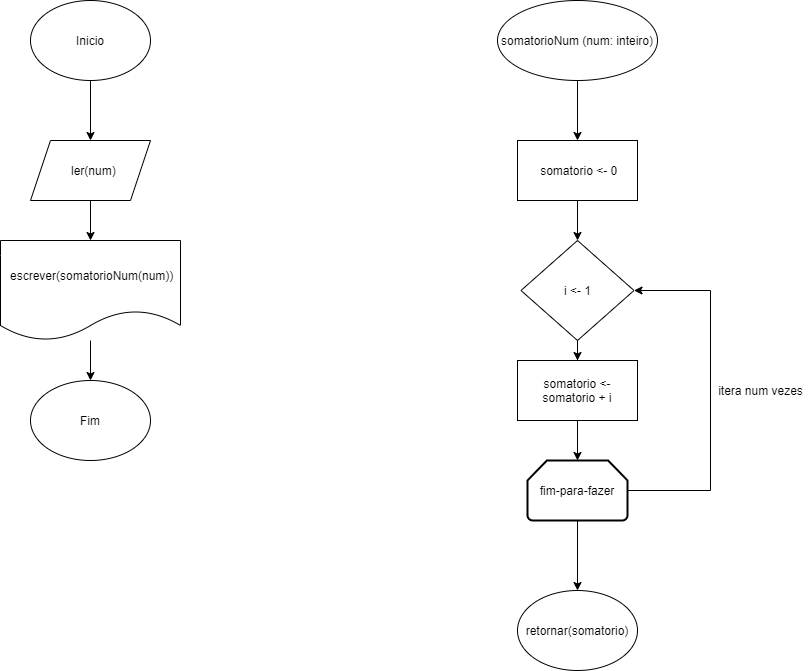 Inicio
ler(num)
escrever(somatorioNum(num))
Fim
somatorioNum (num: inteiro)
somatorio <- 0
i <- 1
somatorio <-
somatorio + i
itera num vezes
fim-para-fazer
retornar(somatorio)